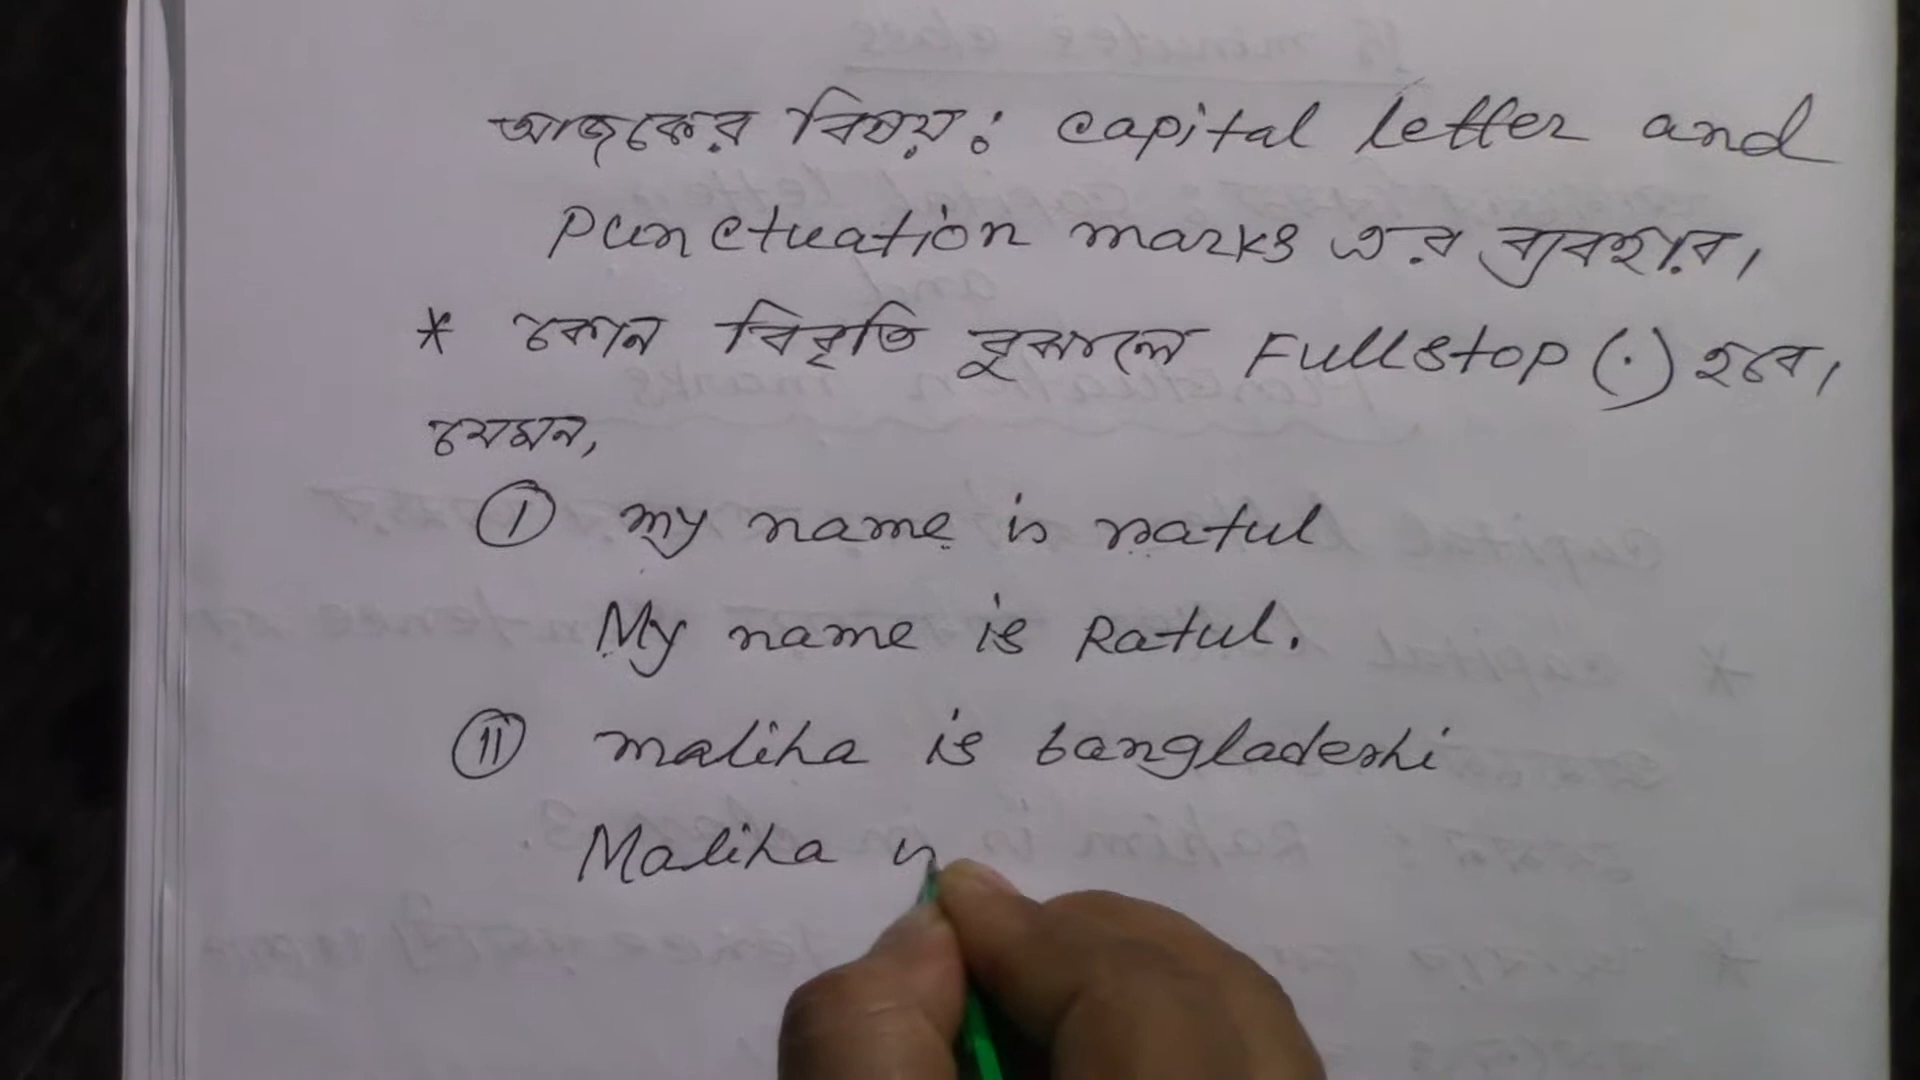 আজকের বিষয়: capital letter and
punctuation marks এর ব্যবহার।
* কোন বিবৃতি বুঝালে Fullstop (.) হবে।
যেমন,
(i) my name is ratul
My name is Ratul.
(ii) maliha is bangladeshi
Maliha